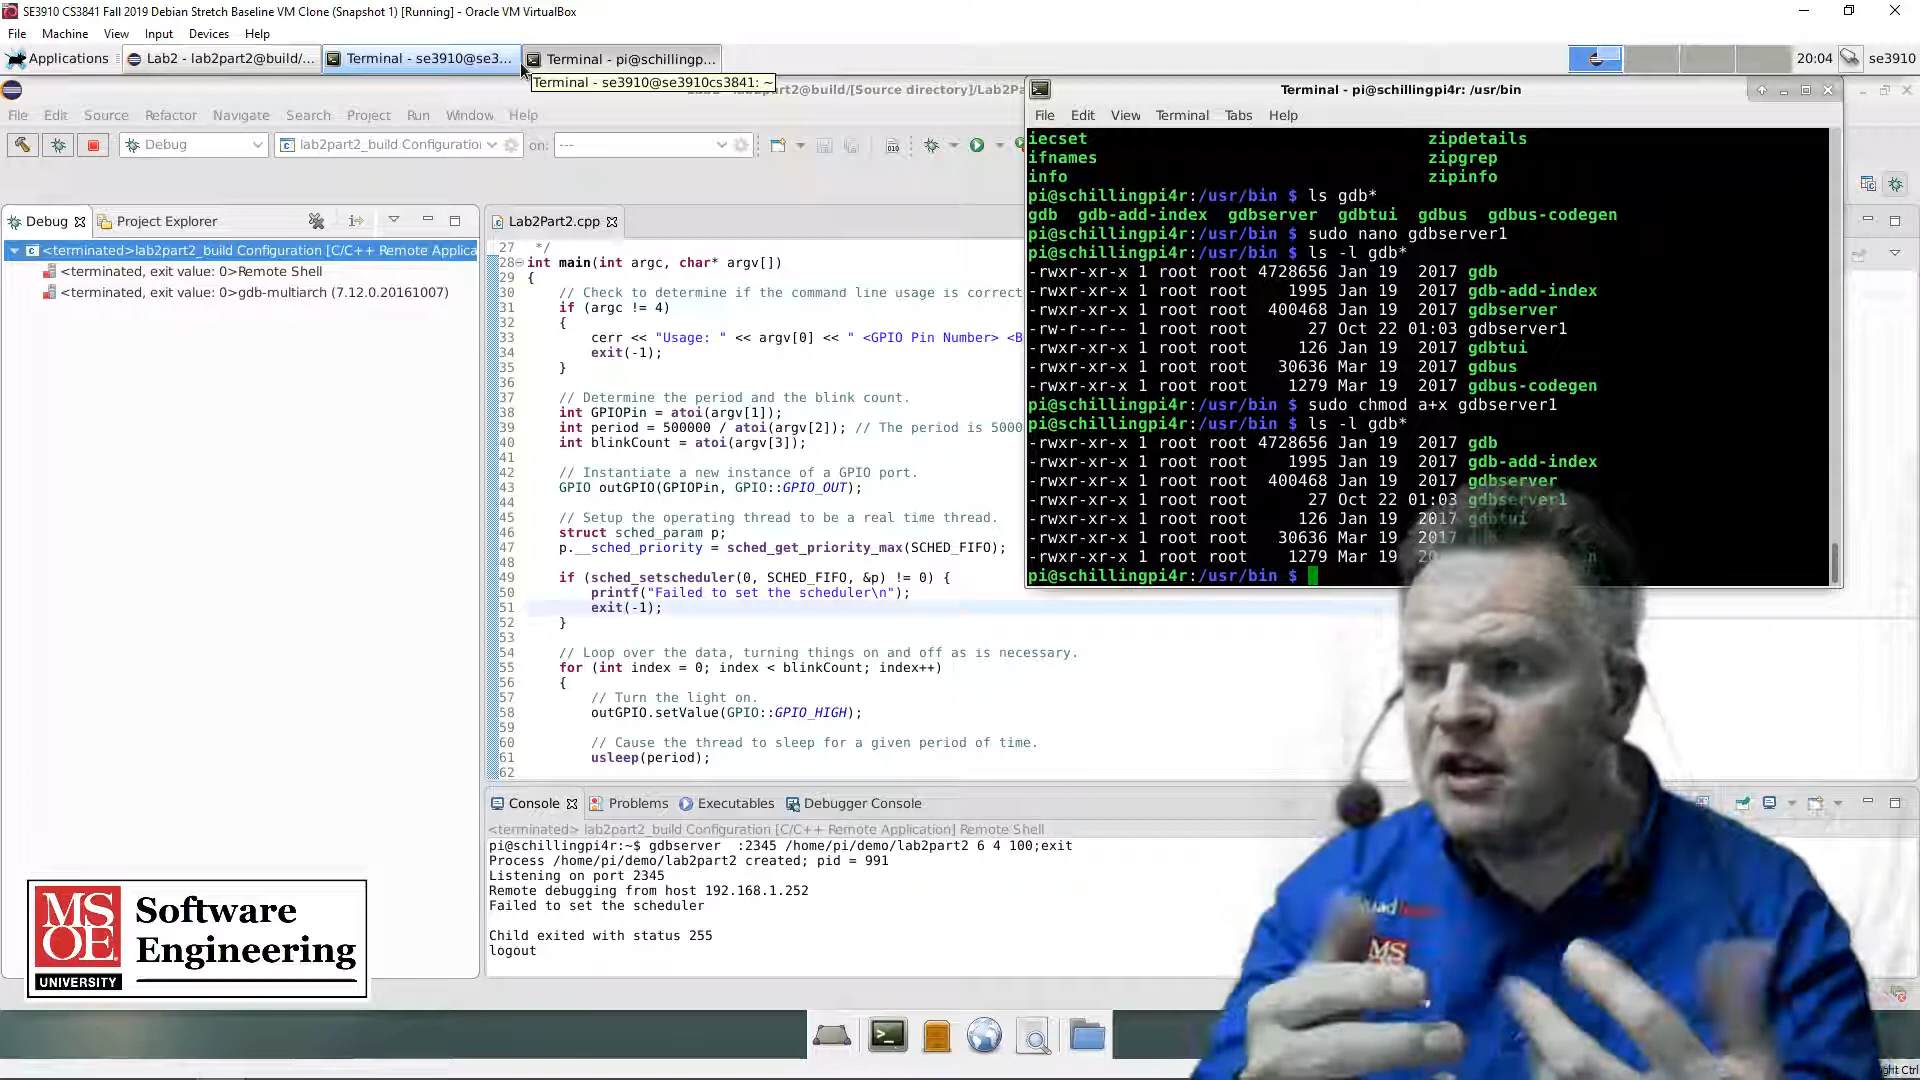 SE3910 CS3841 Fall 2019 Debian Stretch Baseline VM Clone (Snapshot 1) [Running] - Oracle VM VirtualBox
File Machine View Input Devices Help
Applications Lab2 - lab2part2@build/... Terminal - se3910@se3... Terminal - pi@schillingp... 20:04 se3910
Terminal - se3910@se3910cs3841: ~
lab2part2@build/[Source directory]/Lab2Pa
File Edit Source Refactor Navigate Search Project Run Window Help
Debug lab2part2_build Configuratio on: ---
Debug Project Explorer
<terminated>lab2part2_build Configuration [C/C++ Remote Applica
<terminated, exit value: 0>Remote Shell
<terminated, exit value: 0>gdb-multiarch (7.12.0.20161007)
Lab2Part2.cpp
27 */
28 int main(int argc, char* argv[])
29 {
30 // Check to determine if the command line usage is correct
31 if (argc != 4)
32 {
33 cerr << "Usage: " << argv[0] << " <GPIO Pin Number> <B
34 exit(-1);
35 }
36
37 // Determine the period and the blink count.
38 int GPIOPin = atoi(argv[1]);
39 int period = 500000 / atoi(argv[2]); // The period is 5000
40 int blinkCount = atoi(argv[3]);
41
42 // Instantiate a new instance of a GPIO port.
43 GPIO outGPIO(GPIOPin, GPIO::GPIO_OUT);
44
45 // Setup the operating thread to be a real time thread.
46 struct sched_param p;
47 p.__sched_priority = sched_get_priority_max(SCHED_FIFO);
48
49 if (sched_setscheduler(0, SCHED_FIFO, &p) != 0) {
50 printf("Failed to set the scheduler\n");
51 exit(-1);
52 }
53
54 // Loop over the data, turning things on and off as is necessary.
55 for (int index = 0; index < blinkCount; index++)
56 {
57 // Turn the light on.
58 outGPIO.setValue(GPIO::GPIO_HIGH);
59
60 // Cause the thread to sleep for a given period of time.
61 usleep(period);
62
Terminal - pi@schillingpi4r: /usr/bin
File Edit View Terminal Tabs Help
iecset zipdetails
ifnames zipgrep
info zipinfo
pi@schillingpi4r:/usr/bin $ ls gdb*
gdb gdb-add-index gdbserver gdbtui gdbus gdbus-codegen
pi@schillingpi4r:/usr/bin $ sudo nano gdbserver1
pi@schillingpi4r:/usr/bin $ ls -l gdb*
-rwxr-xr-x 1 root root 4728656 Jan 19 2017 gdb
-rwxr-xr-x 1 root root 1995 Jan 19 2017 gdb-add-index
-rwxr-xr-x 1 root root 400468 Jan 19 2017 gdbserver
-rw-r--r-- 1 root root 27 Oct 22 01:03 gdbserver1
-rwxr-xr-x 1 root root 126 Jan 19 2017 gdbtui
-rwxr-xr-x 1 root root 30636 Mar 19 2017 gdbus
-rwxr-xr-x 1 root root 1279 Mar 19 2017 gdbus-codegen
pi@schillingpi4r:/usr/bin $ sudo chmod a+x gdbserver1
pi@schillingpi4r:/usr/bin $ ls -l gdb*
-rwxr-xr-x 1 root root 4728656 Jan 19 2017 gdb
-rwxr-xr-x 1 root root 1995 Jan 19 2017 gdb-add-index
-rwxr-xr-x 1 root root 400468 Jan 19 2017 gdbserver
-rwxr-xr-x 1 root root 27 Oct 22 01:03 gdbserver1
-rwxr-xr-x 1 root root 126 Jan 19 2017 gdbtui
-rwxr-xr-x 1 root root 30636 Mar 19 2017
-rwxr-xr-x 1 root root 1279 Mar 19
pi@schillingpi4r:/usr/bin $
Console Problems Executables Debugger Console
<terminated> lab2part2_build Configuration [C/C++ Remote Application] Remote Shell
pi@schillingpi4r:~$ gdbserver :2345 /home/pi/demo/lab2part2 6 4 100;exit
Process /home/pi/demo/lab2part2 created; pid = 991
Listening on port 2345
Remote debugging from host 192.168.1.252
Failed to set the scheduler
Child exited with status 255
logout
MS
OE
UNIVERSITY
Software
Engineering
MS
Ctrl